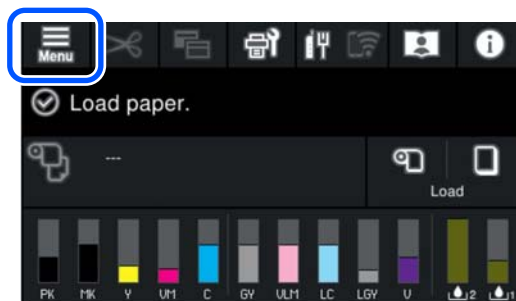 Menu
Load paper.
---
Load
PK MK Y VM C GY VLM LC LGY V 2 1